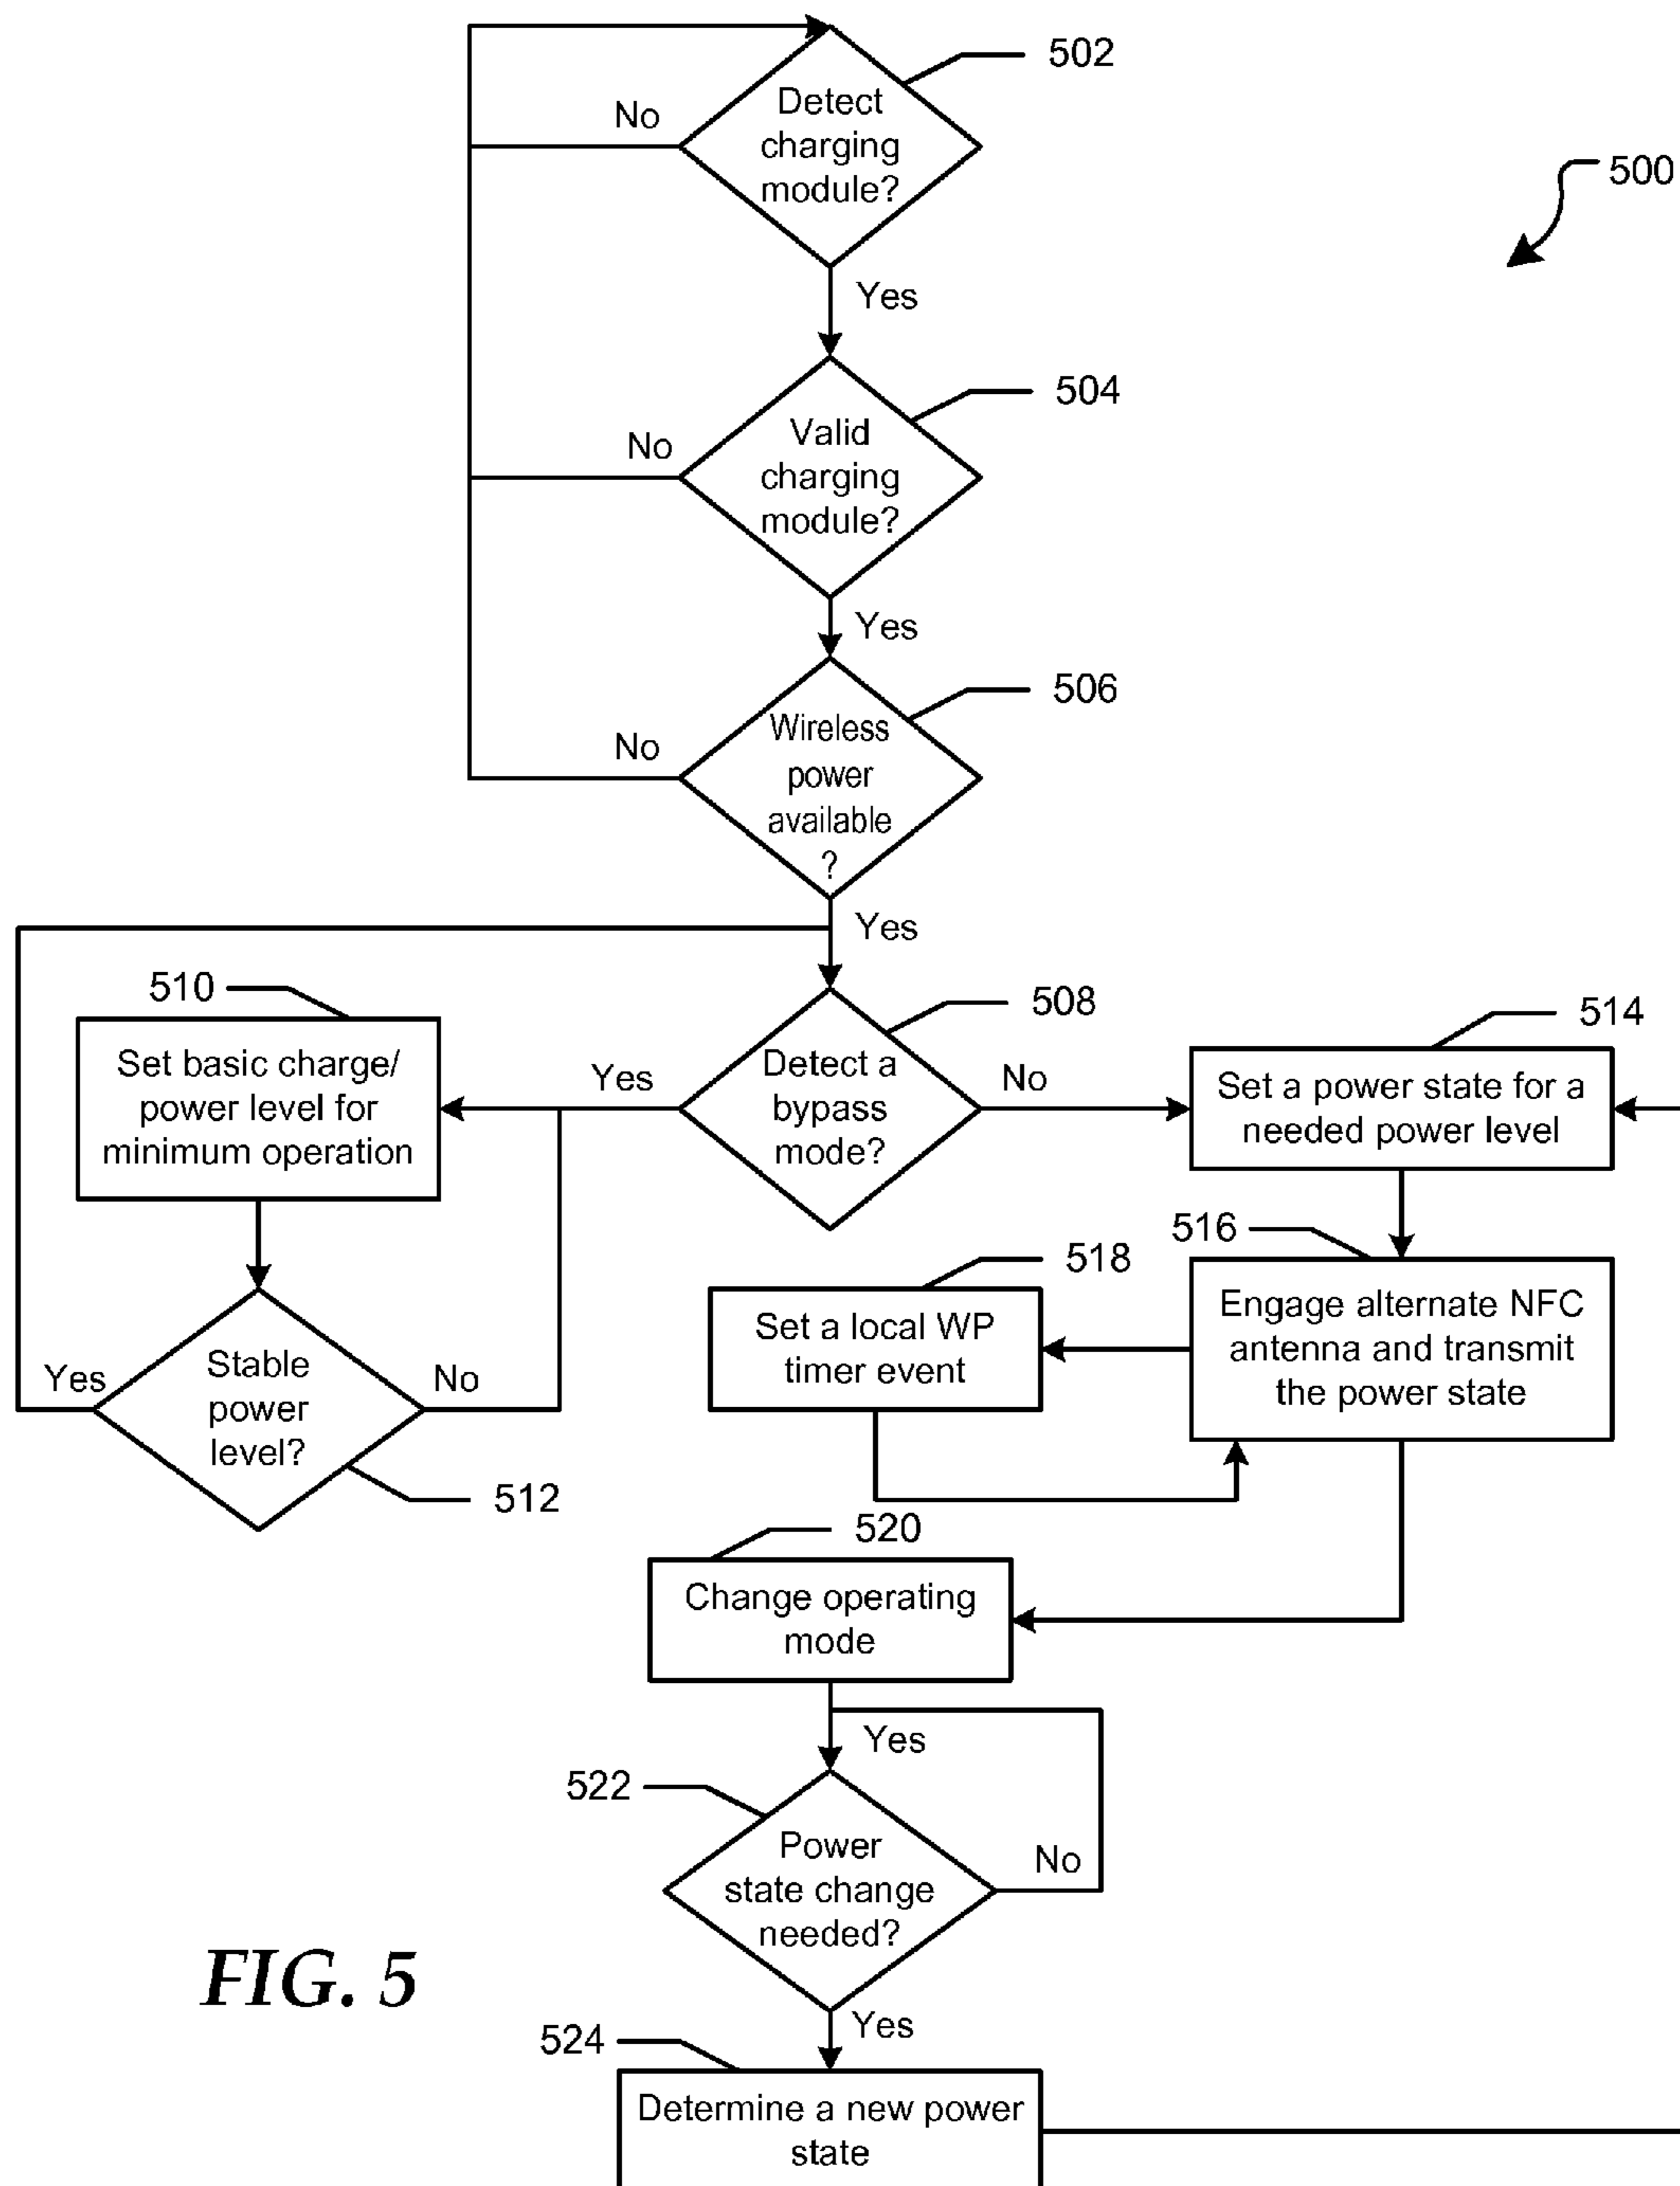 502
Detect
charging
module?
No
500
Yes
504
Valid
charging
module?
No
Yes
506
Wireless
power
available
?
No
Yes
510
Set basic charge/
power level for
minimum operation
508
Detect a
bypass
mode?
Yes
No
514
Set a power state for a
needed power level
516
Engage alternate NFC
antenna and transmit
the power state
518
Set a local WP
timer event
Stable
power
level?
Yes
No
512
520
Change operating
mode
Yes
522
Power
state change
needed?
No
FIG. 5
Yes
524
Determine a new power
state